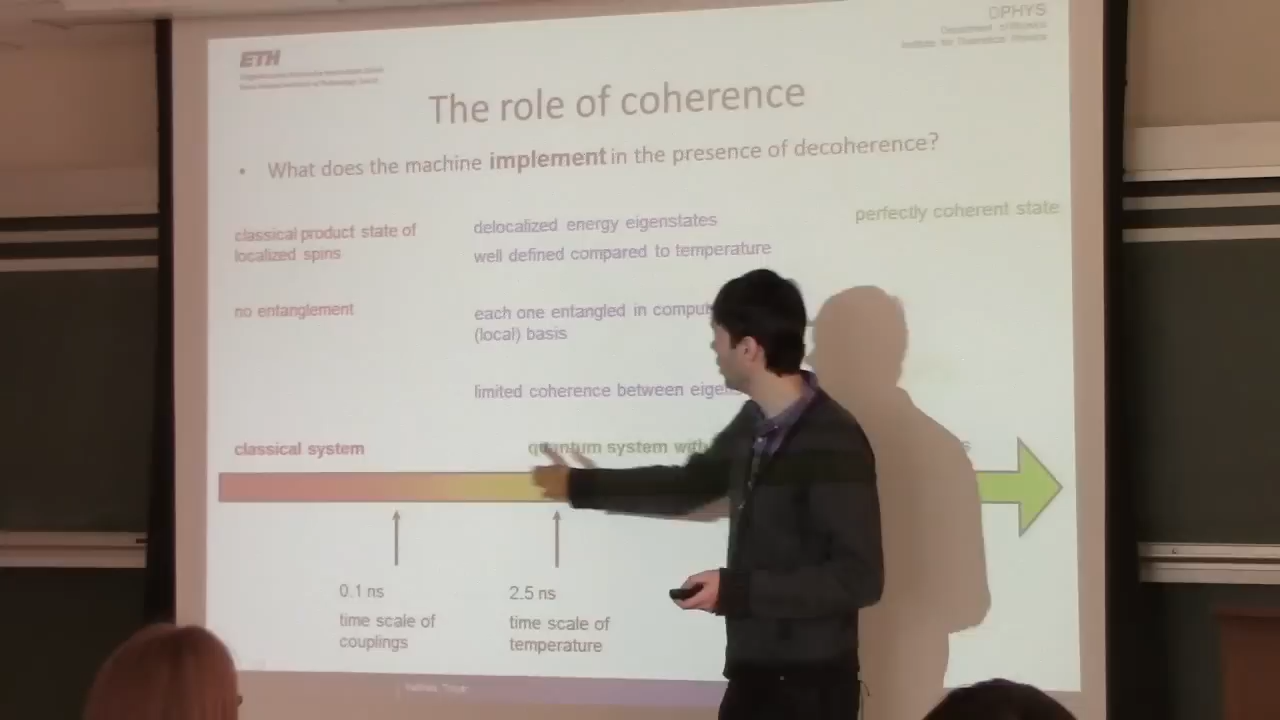 ETH
DPHYS
The role of coherence
• What does the machine implement in the presence of decoherence?
classical product state of
localized spins
delocalized energy eigenstates
well defined compared to temperature
perfectly coherent state
no entanglement
each one entangled in
(local) basis
limited coherence between
classical system
quantum system with
0.1 ns
time scale of
couplings
2.5 ns
time scale of
temperature